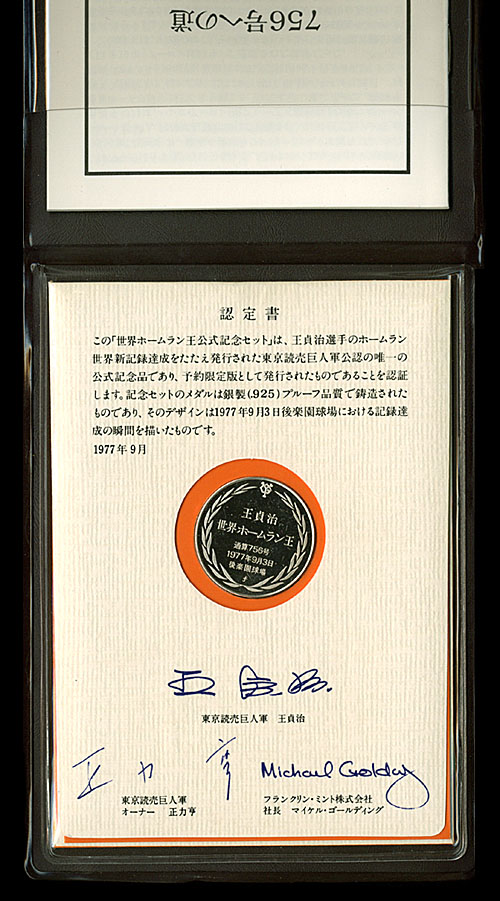 756号への道
認定書
この「世界ホームラン王公式記念セット」は、王貞治選手のホームラン
世界新記録達成をたたえ発行された東京読売巨人軍公認の唯一の
公式記念品であり、予約限定版として発行されたものであることを認証
します。記念セットのメダルは銀製(.925)プルーフ品質で鋳造された
ものであり、そのデザインは1977年9月3日後楽園球場における記録達
成の瞬間を描いたものです。
1977年9月
王貞治
世界ホームラン王
通算756号
1977年9月3日
後楽園球場
王貞治
東京読売巨人軍 王貞治
正力亨
Michael Golding
東京読売巨人軍
オーナー 正力亨
フランクリン・ミント株式会社
社長 マイケル・ゴールディング